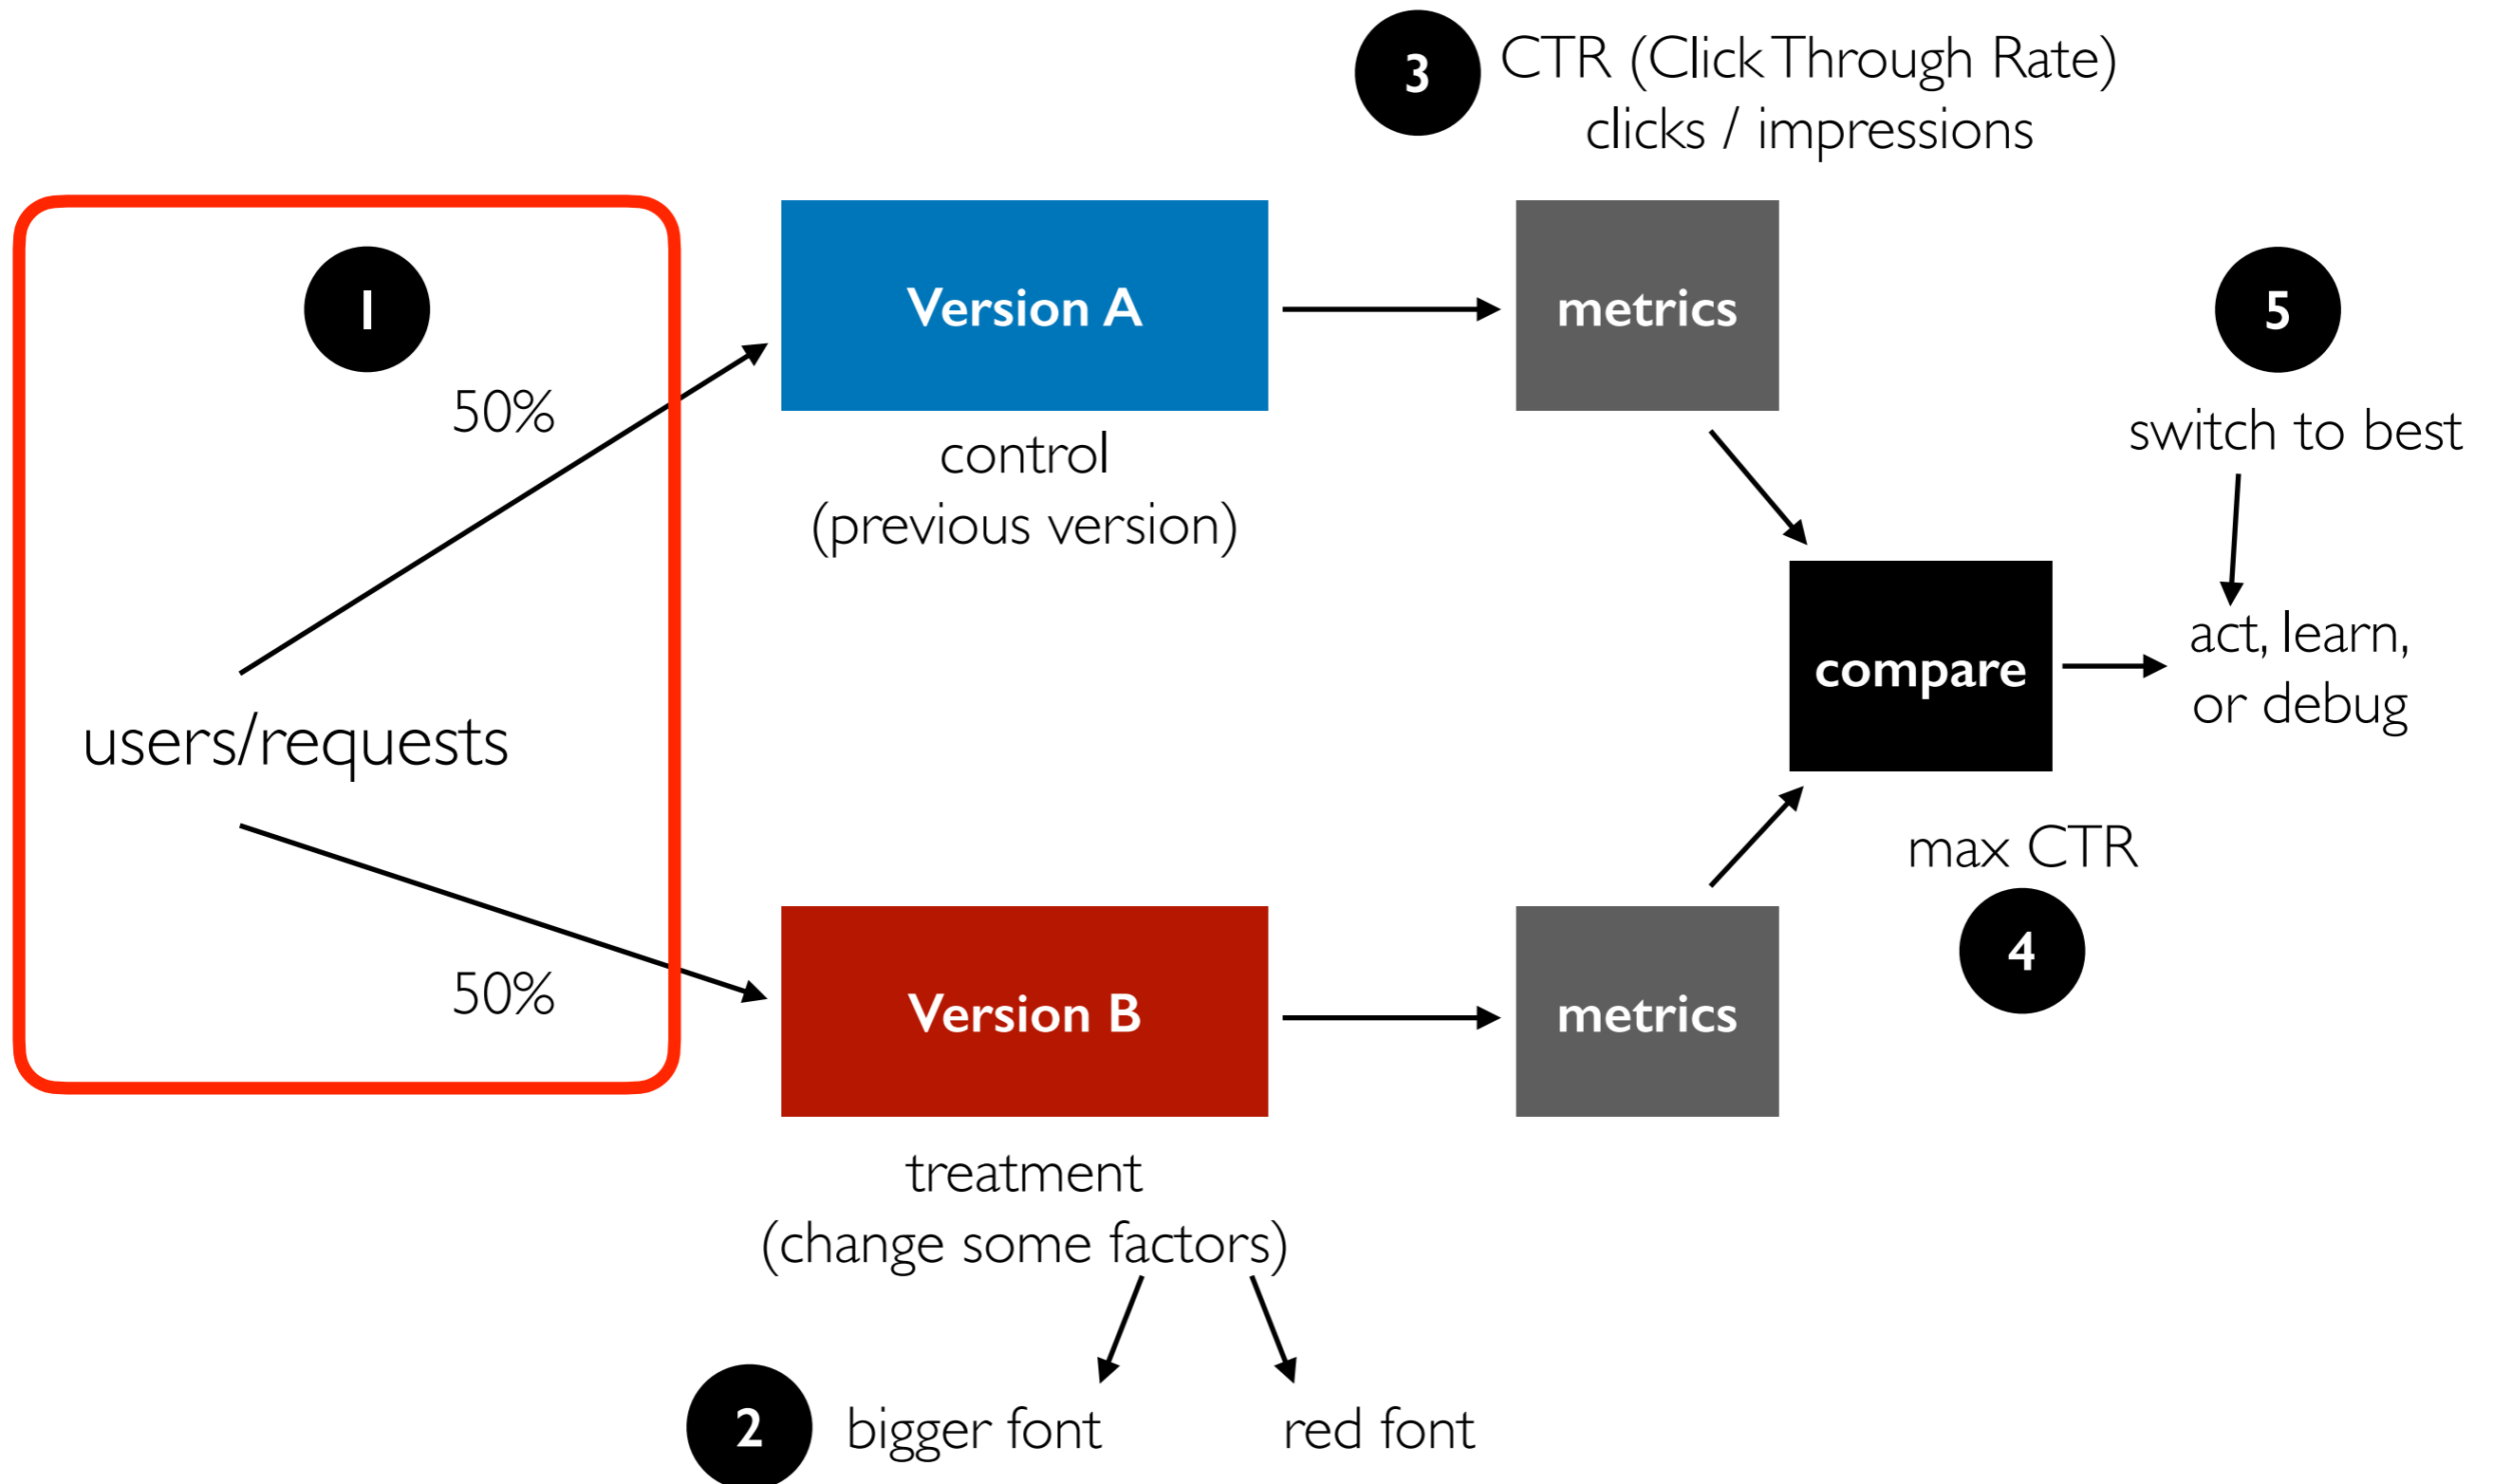 3
CTR (Click Through Rate)
clicks / impressions
1
50%
users/requests
50%
Version A
control
(previous version)
metrics
5
switch to best
compare
act, learn,
or debug
max CTR
4
Version B
metrics
treatment
(change some factors)
2
bigger font
red font